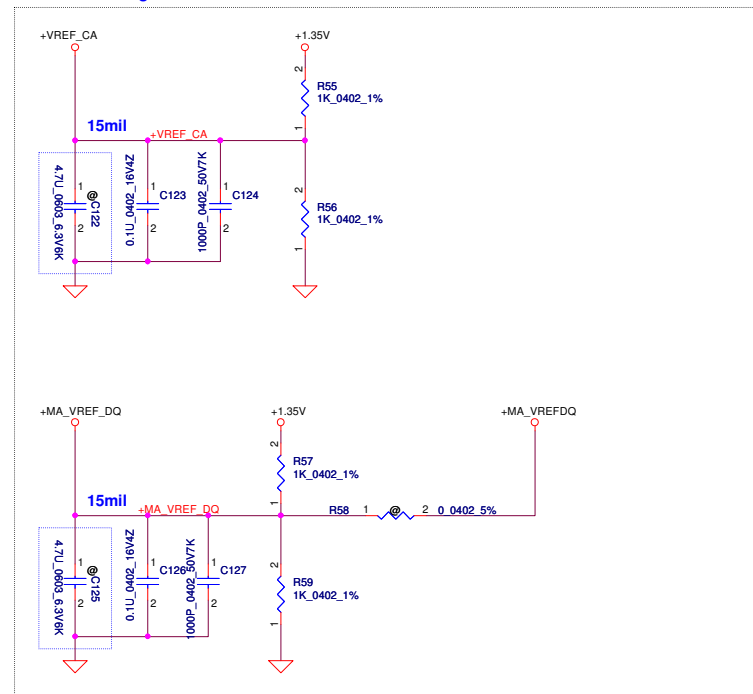 +VREF_CA
+1.35V
2
R55
1K_0402_1%
1
15mil
+VREF_CA
4.7U_0603_6.3V6K
1
@
C122
2
0.1U_0402_16V4Z
1
C123
2
1000P_0402_50V7K
1
C124
2
2
R56
1K_0402_1%
1
+MA_VREF_DQ
+1.35V
+MA_VREFDQ
2
R57
1K_0402_1%
1
15mil
+MA_VREF_DQ
R58
1
@
2
0_0402_5%
4.7U_0603_6.3V6K
1
@
C125
2
0.1U_0402_16V4Z
1
C126
2
1000P_0402_50V7K
1
C127
2
2
R59
1K_0402_1%
1